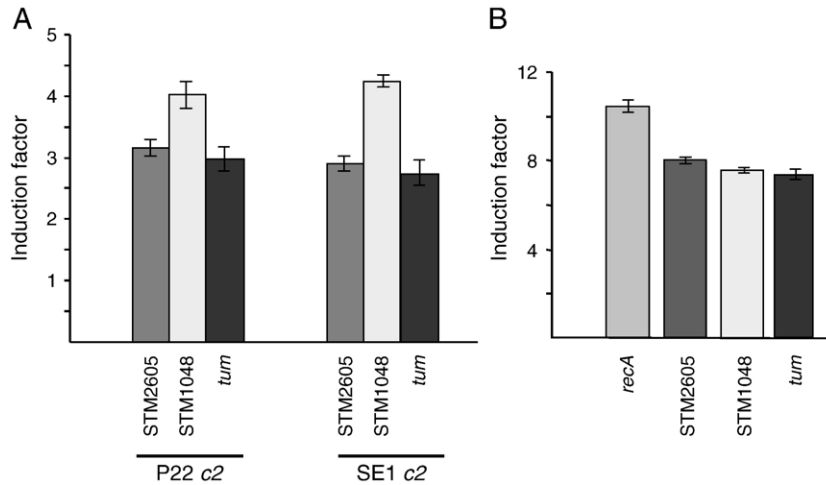 A
Induction factor
5
4
3
2
1
STM2605
STM1048
tum
STM2605
STM1048
tum
P22 c2
SE1 c2
B
Induction factor
12
8
4
recA
STM2605
STM1048
tum